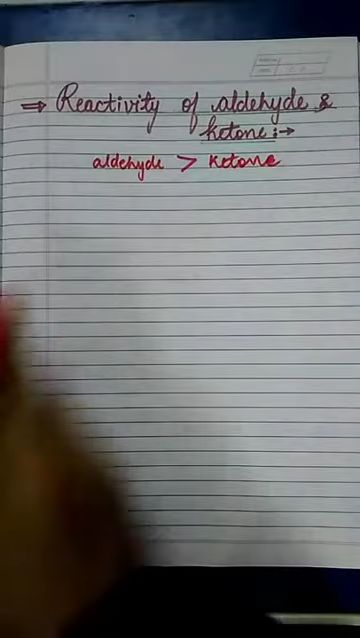 ⇒ Reactivity of aldehyde &
ketone :→
aldehyde > ketone